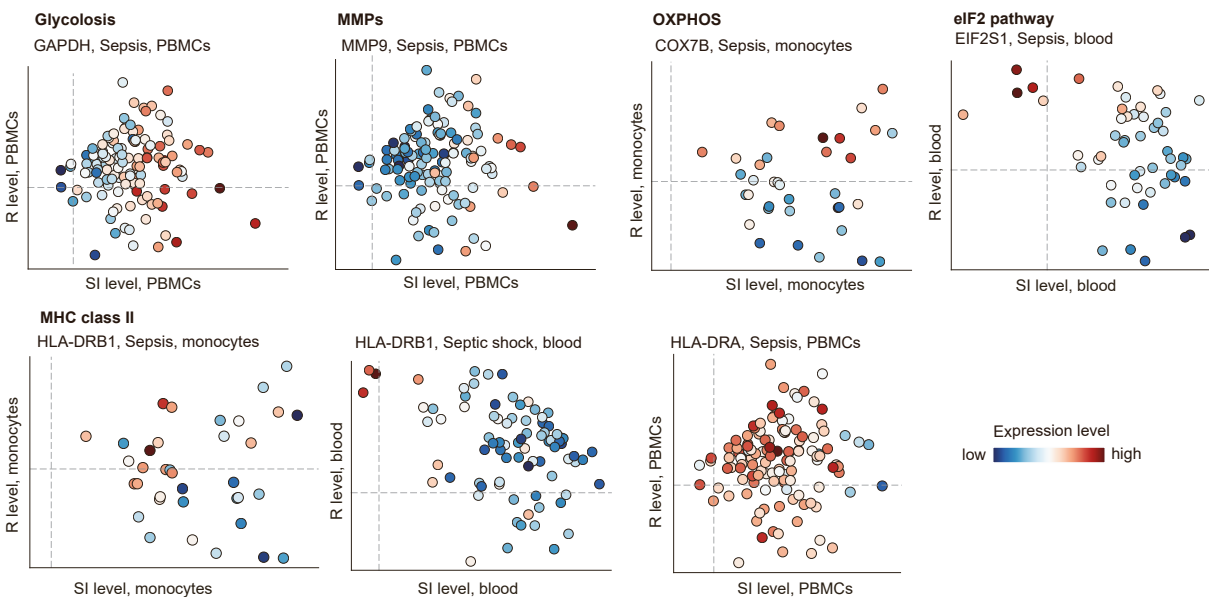 Glycolosis
GAPDH, Sepsis, PBMCs
R level, PBMCs
SI level, PBMCs
MMPs
MMP9, Sepsis, PBMCs
R level, PBMCs
SI level, PBMCs
OXPHOS
COX7B, Sepsis, monocytes
R level, monocytes
SI level, monocytes
eIF2 pathway
EIF2S1, Sepsis, blood
R level, blood
SI level, blood
MHC class II
HLA-DRB1, Sepsis, monocytes
R level, monocytes
SI level, monocytes
HLA-DRB1, Septic shock, blood
R level, blood
SI level, blood
HLA-DRA, Sepsis, PBMCs
R level, PBMCs
SI level, PBMCs
Expression level
low high